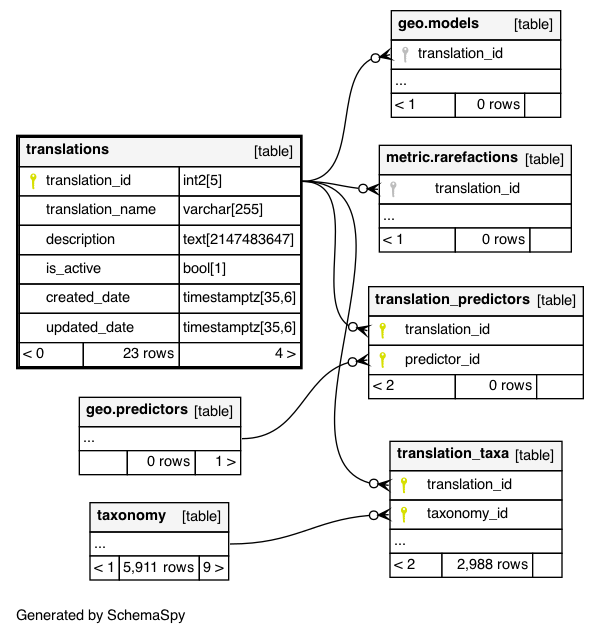 geo.models [table]
translation_id
...
< 1 0 rows
translations [table]
translation_id int2[5]
translation_name varchar[255]
description text[2147483647]
is_active bool[1]
created_date timestamptz[35,6]
updated_date timestamptz[35,6]
< 0 23 rows 4 >
metric.rarefactions [table]
translation_id
...
< 1 0 rows
translation_predictors [table]
translation_id
predictor_id
< 2 0 rows
geo.predictors [table]
...
0 rows 1 >
translation_taxa [table]
translation_id
taxonomy_id
...
< 2 2,988 rows
taxonomy [table]
...
< 1 5,911 rows 9 >
Generated by SchemaSpy